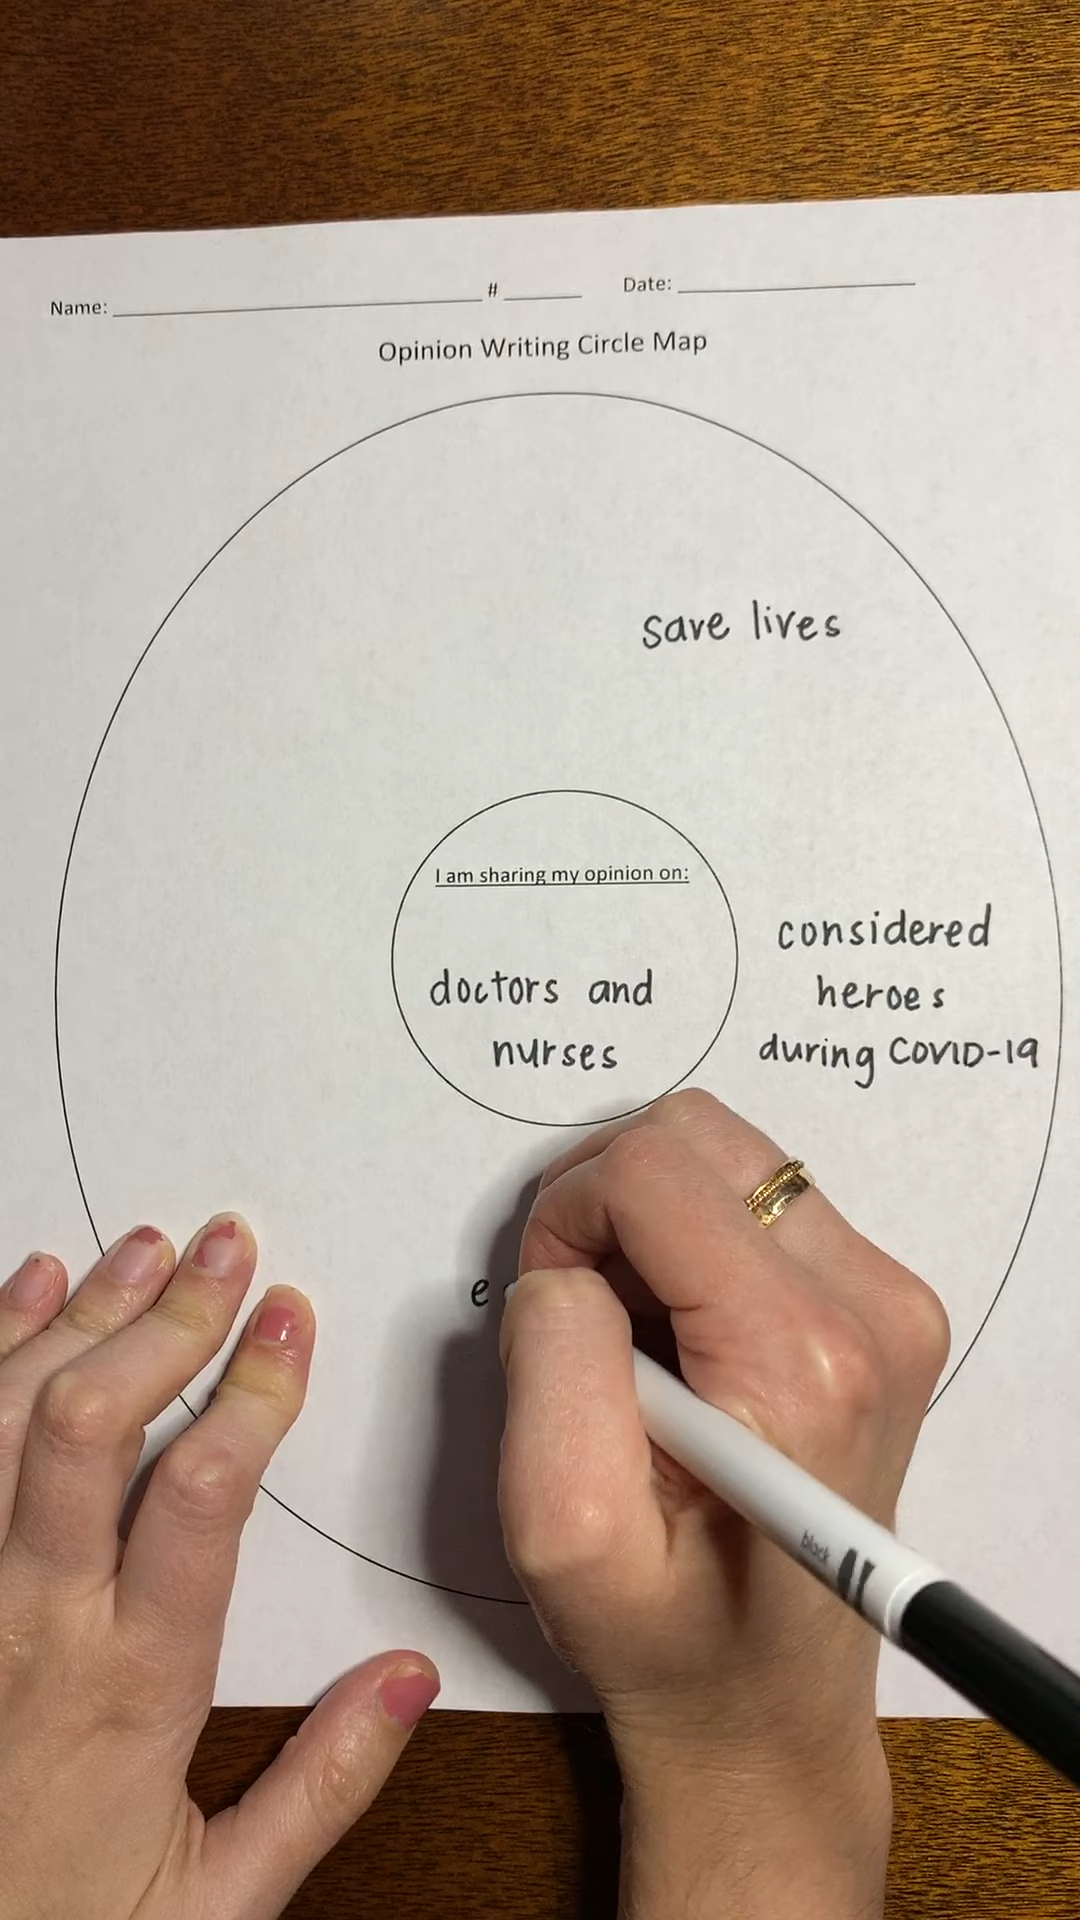 Name: # Date:
Opinion Writing Circle Map
save lives
I am sharing my opinion on:
doctors and
nurses
considered
heroes
during COVID-19
e
black